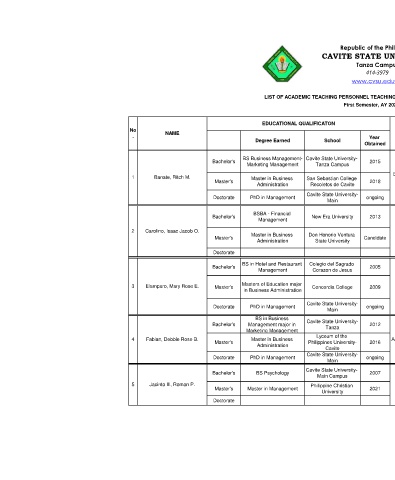 Republic of the Phil
CAVITE STATE UN
Tanza Campu
414-3979
www.cvsu.edu
LIST OF ACADEMIC TEACHING PERSONNEL TEACHING
First Semester, AY 202
No. NAME EDUCATIONAL QUALIFICATON
Degree Earned School Year Obtained
1 Banate, Ritch M.
Bachelor's BS Business Management-Marketing Management Cavite State University-Tanza Campus 2015
Master's Master in Business Administration San Sebastian College Recoletos de Cavite 2018
Doctorate PhD in Management Cavite State University-Main ongoing
2 Carolino, Isaac Jacob O.
Bachelor's BSBA - Financial Management New Era University 2013
Master's Master in Business Administration Don Honorio Ventura State University Candidate
Doctorate
3 Elumparo, Mary Rose E.
Bachelor's BS in Hotel and Restaurant Management Colegio del Sagrado Corazon de Jesus 2005
Master's Masters of Education major in Business Administration Concordia College 2009
Doctorate PhD in Management Cavite State University-Main ongoing
4 Fabian, Debbie Rose B.
Bachelor's BS in Business Management major in Marketing Management Cavite State University-Tanza 2012
Master's Master in Business Administration Lyceum of the Philippines University-Cavite 2016
Doctorate PhD in Management Cavite State University-Main ongoing
5 Jacinto III, Roman P.
Bachelor's BS Psychology Cavite State University-Main Campus 2007
Master's Master in Management Philippine Christian University 2021
Doctorate